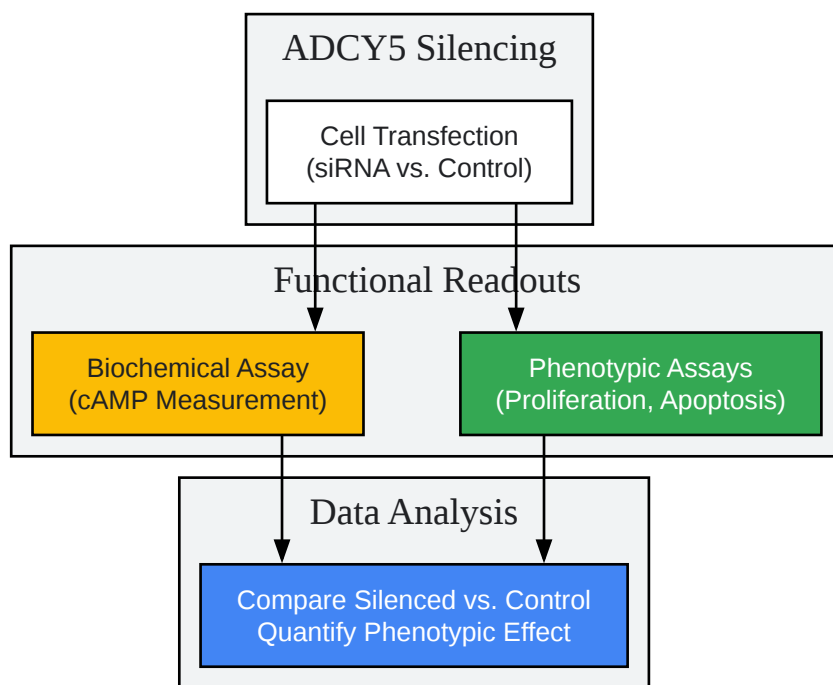 ADCY5 Silencing
Cell Transfection
(siRNA vs. Control)
Functional Readouts
Biochemical Assay
(cAMP Measurement)
Phenotypic Assays
(Proliferation, Apoptosis)
Data Analysis
Compare Silenced vs. Control
Quantify Phenotypic Effect